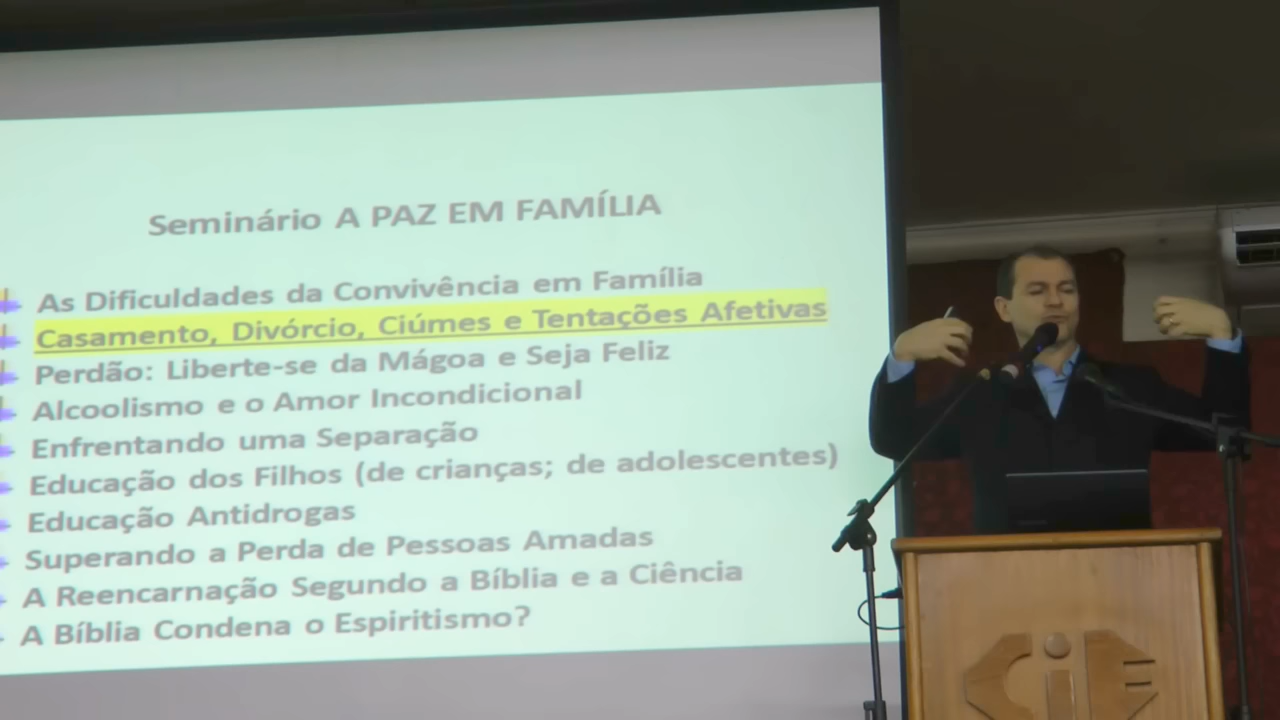 Seminário A PAZ EM FAMÍLIA
As Dificuldades da Convivência em Família
Casamento, Divórcio, Ciúmes e Tentações Afetivas
Perdão: Liberte-se da Mágoa e Seja Feliz
Alcoolismo e o Amor Incondicional
Enfrentando uma Separação
Educação dos Filhos (de crianças; de adolescentes)
Educação Antidrogas
Superando a Perda de Pessoas Amadas
A Reencarnação Segundo a Bíblia e a Ciência
A Bíblia Condena o Espiritismo?
CiE